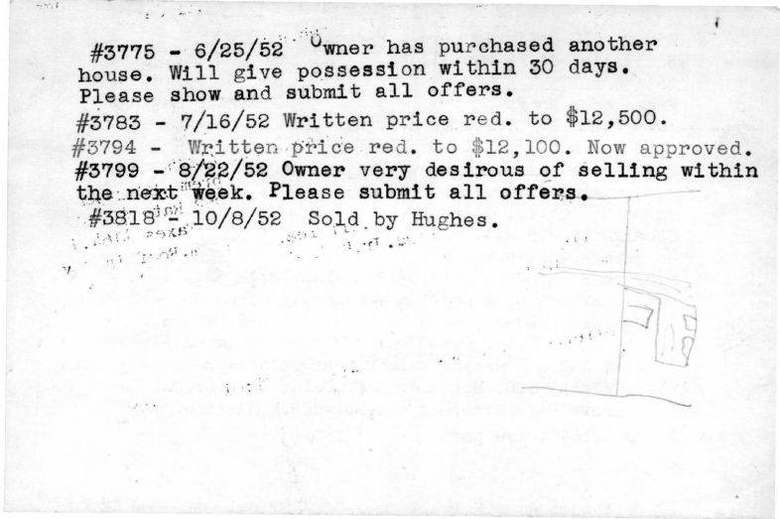 #3775 - 6/25/52 Owner has purchased another
house. Will give possession within 30 days.
Please show and submit all offers.
#3783 - 7/16/52 Written price red. to $12,500.
#3794 - Written price red. to $12,100. Now approved.
#3799 - 8/22/52 Owner very desirous of selling within
the next week. Please submit all offers.
#3818 - 10/8/52 Sold by Hughes.